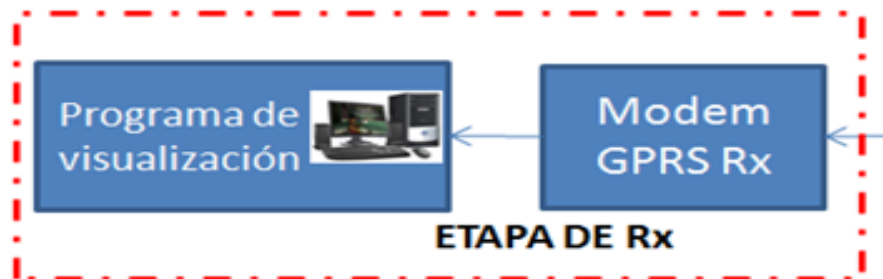 Programa de
visualización
Modem
GPRS Rx
ETAPA DE Rx